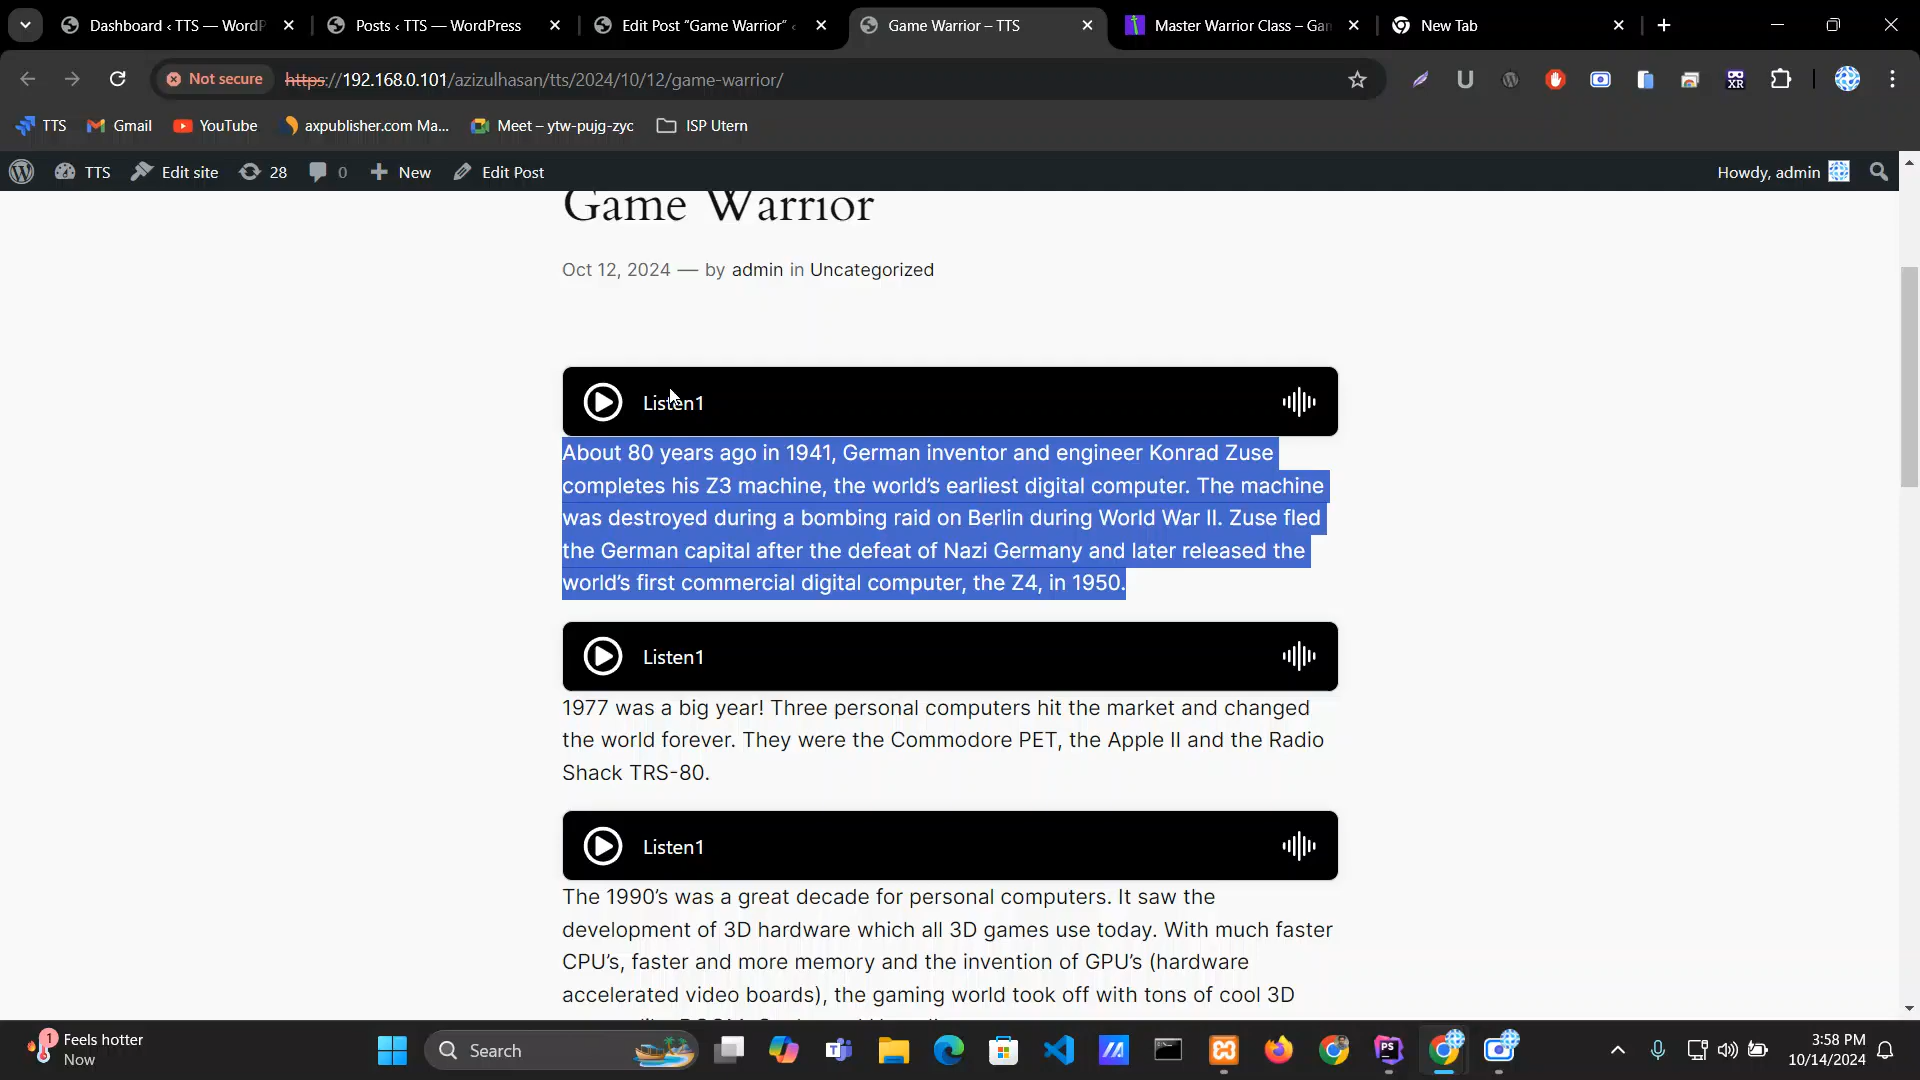 Dashboard ‹ TTS — WordP
Posts ‹ TTS — WordPress
Edit Post "Game Warrior" ‹
Game Warrior – TTS
Master Warrior Class – Gan
New Tab
Not secure
https://192.168.0.101/azizulhasan/tts/2024/10/12/game-warrior/
TTS
Gmail
YouTube
axpublisher.com Ma...
Meet – ytw-pujg-zyc
ISP Utern
TTS
Edit site
28
0
New
Edit Post
Howdy, admin
Game Warrior
Oct 12, 2024 — by admin in Uncategorized
Listen1
About 80 years ago in 1941, German inventor and engineer Konrad Zuse
completes his Z3 machine, the world's earliest digital computer. The machine
was destroyed during a bombing raid on Berlin during World War II. Zuse fled
the German capital after the defeat of Nazi Germany and later released the
world's first commercial digital computer, the Z4, in 1950.
Listen1
1977 was a big year! Three personal computers hit the market and changed
the world forever. They were the Commodore PET, the Apple II and the Radio
Shack TRS-80.
Listen1
The 1990's was a great decade for personal computers. It saw the
development of 3D hardware which all 3D games use today. With much faster
CPU's, faster and more memory and the invention of GPU's (hardware
accelerated video boards), the gaming world took off with tons of cool 3D
1
Feels hotter
Now
Search
3:58 PM
10/14/2024